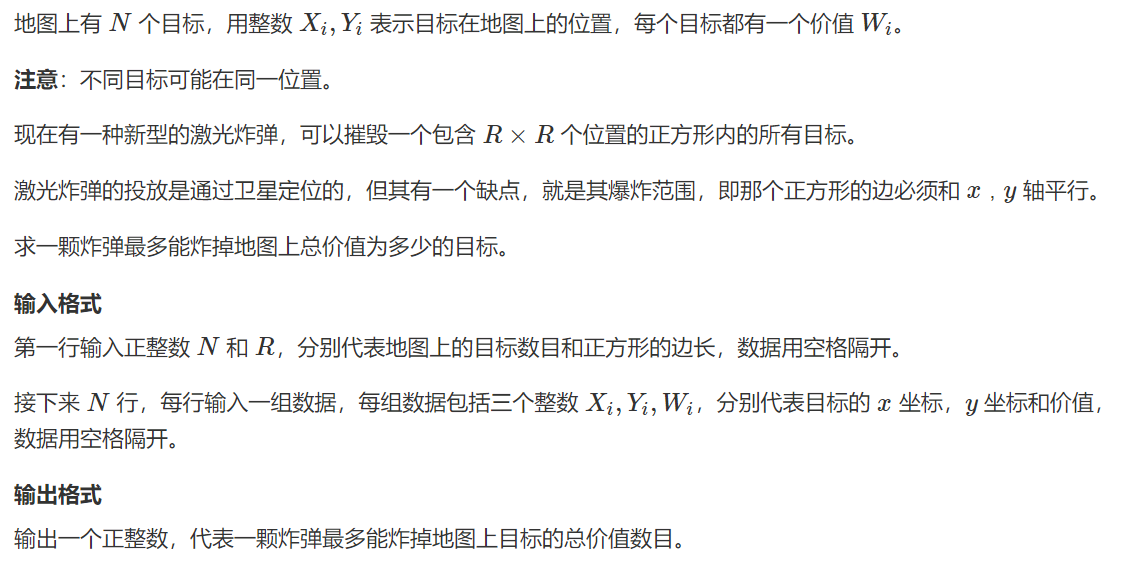 地图上有 N 个目标，用整数 Xi, Yi 表示目标在地图上的位置，每个目标都有一个价值 Wi。
注意：不同目标可能在同一位置。
现在有一种新型的激光炸弹，可以摧毁一个包含 R × R 个位置的正方形内的所有目标。
激光炸弹的投放是通过卫星定位的，但其有一个缺点，就是其爆炸范围，即那个正方形的边必须和 x，y 轴平行。
求一颗炸弹最多能炸掉地图上总价值为多少的目标。
输入格式
第一行输入正整数 N 和 R，分别代表地图上的目标数目和正方形的边长，数据用空格隔开。
接下来 N 行，每行输入一组数据，每组数据包括三个整数 Xi, Yi, Wi，分别代表目标的 x 坐标，y 坐标和价值，
数据用空格隔开。
输出格式
输出一个正整数，代表一颗炸弹最多能炸掉地图上目标的总价值数目。